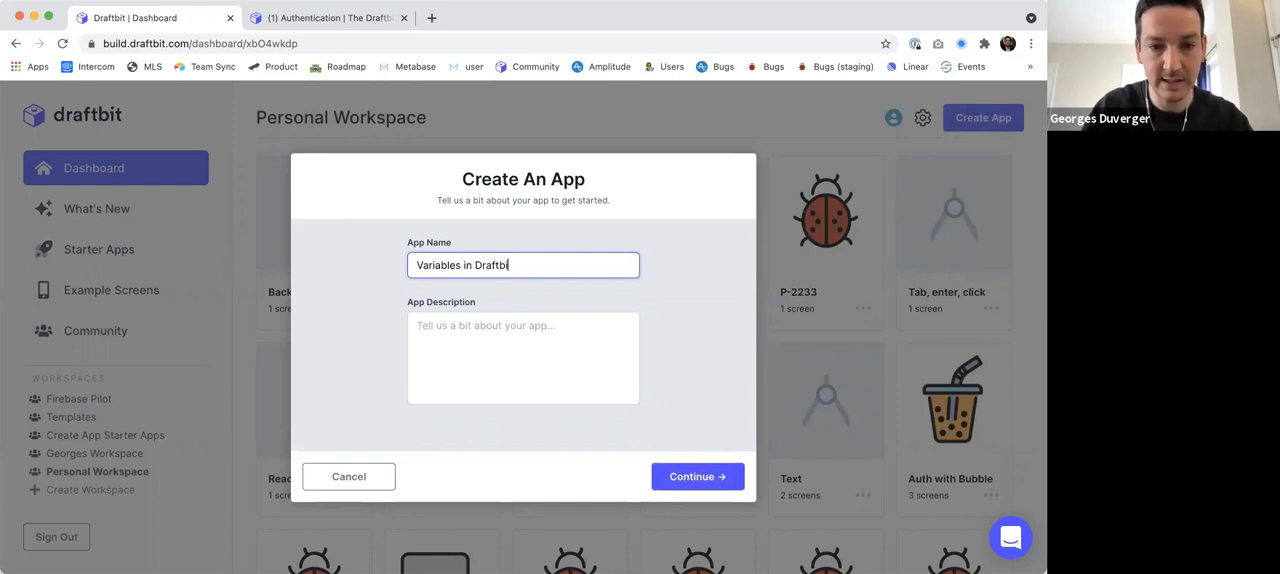 Draftbit | Dashboard
(1) Authentication | The Draftbi
build.draftbit.com/dashboard/xbO4wkdp
Apps
Intercom
MLS
Team Sync
Product
Roadmap
Metabase
user
Community
Amplitude
Users
Bugs
Bugs
Bugs (staging)
Linear
Events
»
Georges Duverger
draftbit
Personal Workspace
Create App
Dashboard
What's New
Starter Apps
Example Screens
Community
WORKSPACES
Firebase Pilot
Templates
Create App Starter Apps
Georges Workspace
Personal Workspace
Create Workspace
Sign Out
Create An App
Tell us a bit about your app to get started.
App Name
Variables in Draftbi
App Description
Tell us a bit about your app...
Cancel
Continue →
Back
1 scre
P-2233
1 screen
Tab, enter, click
1 screen
Reac
1 scre
Text
2 screens
Auth with Bubble
3 screens